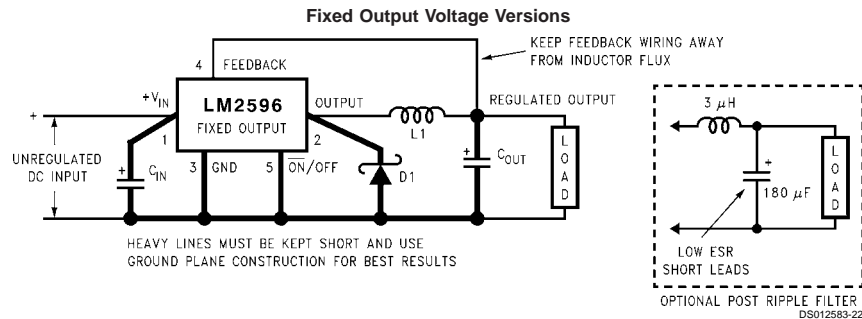 Fixed Output Voltage Versions
KEEP FEEDBACK WIRING AWAY
FROM INDUCTOR FLUX
4 FEEDBACK
+VIN
LM2596
FIXED OUTPUT
OUTPUT
REGULATED OUTPUT
+
1
2
L1
UNREGULATED
DC INPUT
+
CIN
3 GND
5 O̅N̅/OFF
D1
+
COUT
LOAD
3 μH
+
180 μF
LOAD
LOW ESR
SHORT LEADS
HEAVY LINES MUST BE KEPT SHORT AND USE
GROUND PLANE CONSTRUCTION FOR BEST RESULTS
OPTIONAL POST RIPPLE FILTER
DS012583-22